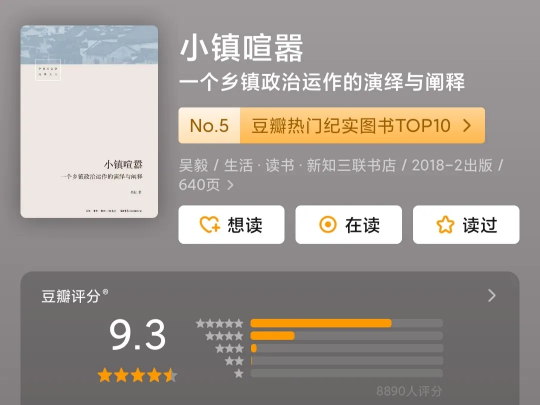 小镇喧嚣
一个乡镇政治运作的演绎与阐释
No.5 豆瓣热门纪实图书TOP10
吴毅 / 生活 · 读书 · 新知三联书店 / 2018-2出版 /
640页
小镇喧嚣
一个乡镇政治运作的演绎与阐释
想读 在读 读过
豆瓣评分®
9.3
8890人评分